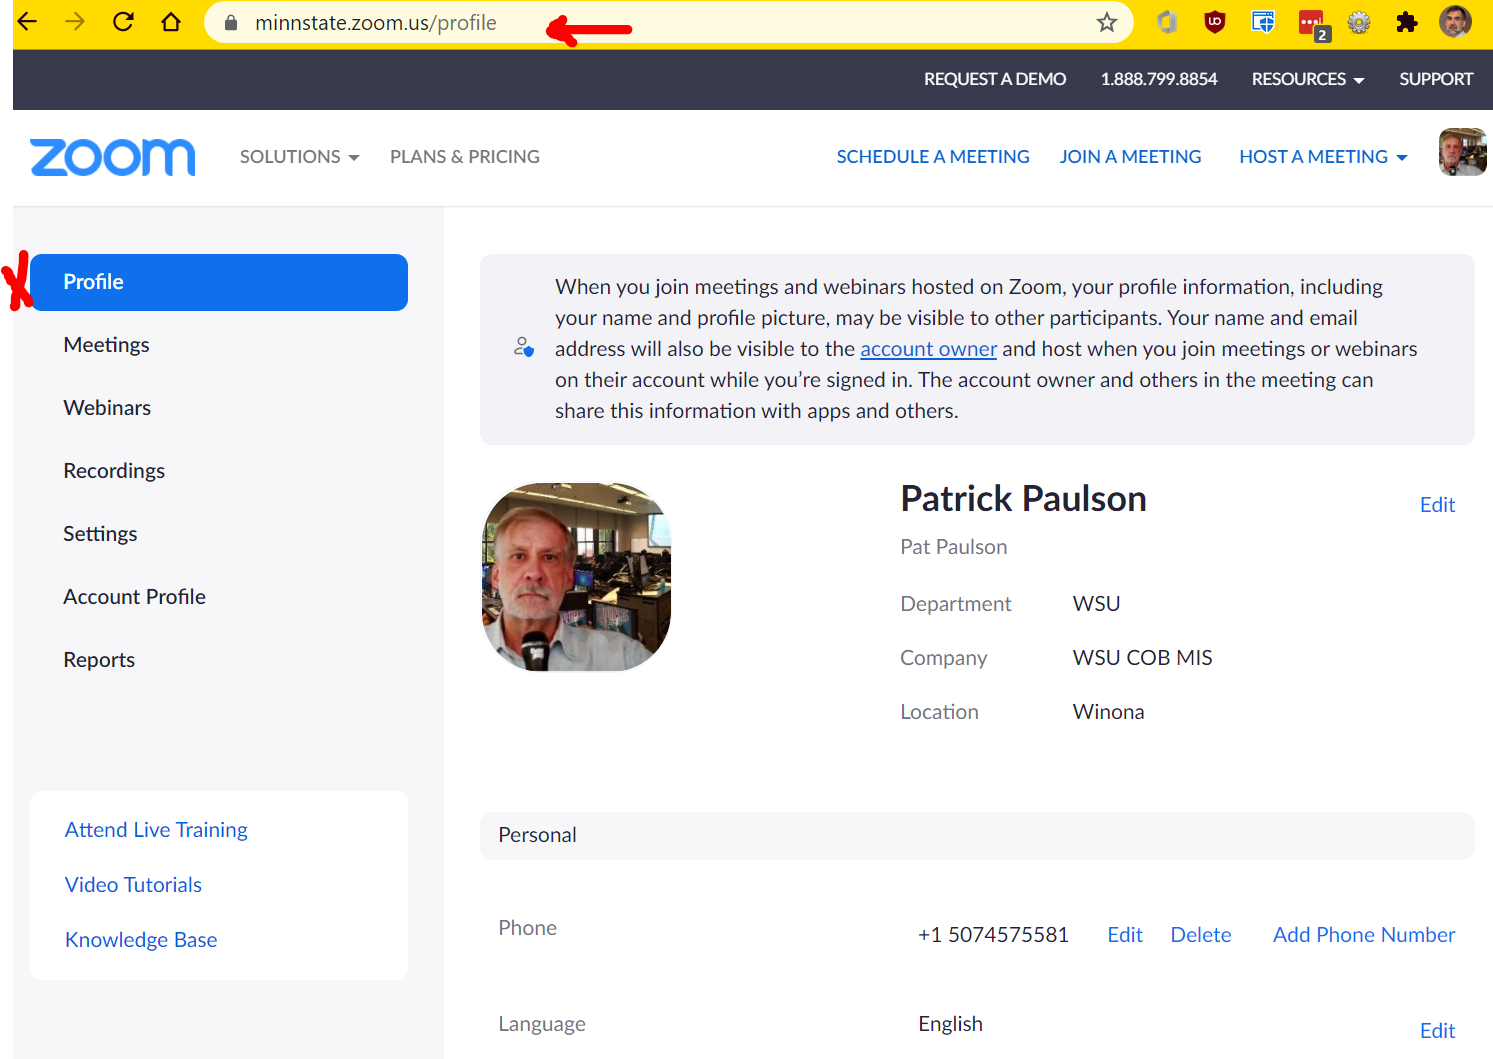 minnstate.zoom.us/profile
2
REQUEST A DEMO 1.888.799.8854 RESOURCES SUPPORT
zoom SOLUTIONS PLANS & PRICING SCHEDULE A MEETING JOIN A MEETING HOST A MEETING
Profile
Meetings
Webinars
Recordings
Settings
Account Profile
Reports
Attend Live Training
Video Tutorials
Knowledge Base
When you join meetings and webinars hosted on Zoom, your profile information, including
your name and profile picture, may be visible to other participants. Your name and email
address will also be visible to the account owner and host when you join meetings or webinars
on their account while you’re signed in. The account owner and others in the meeting can
share this information with apps and others.
Patrick Paulson Edit
Pat Paulson
Department WSU
Company WSU COB MIS
Location Winona
Personal
Phone +1 5074575581 Edit Delete Add Phone Number
Language English Edit